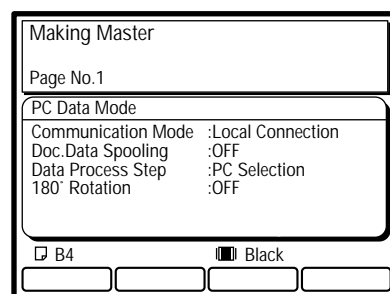 Making Master
Page No.1
PC Data Mode
Communication Mode :Local Connection
Doc.Data Spooling :OFF
Data Process Step :PC Selection
180˚ Rotation :OFF
B4 Black